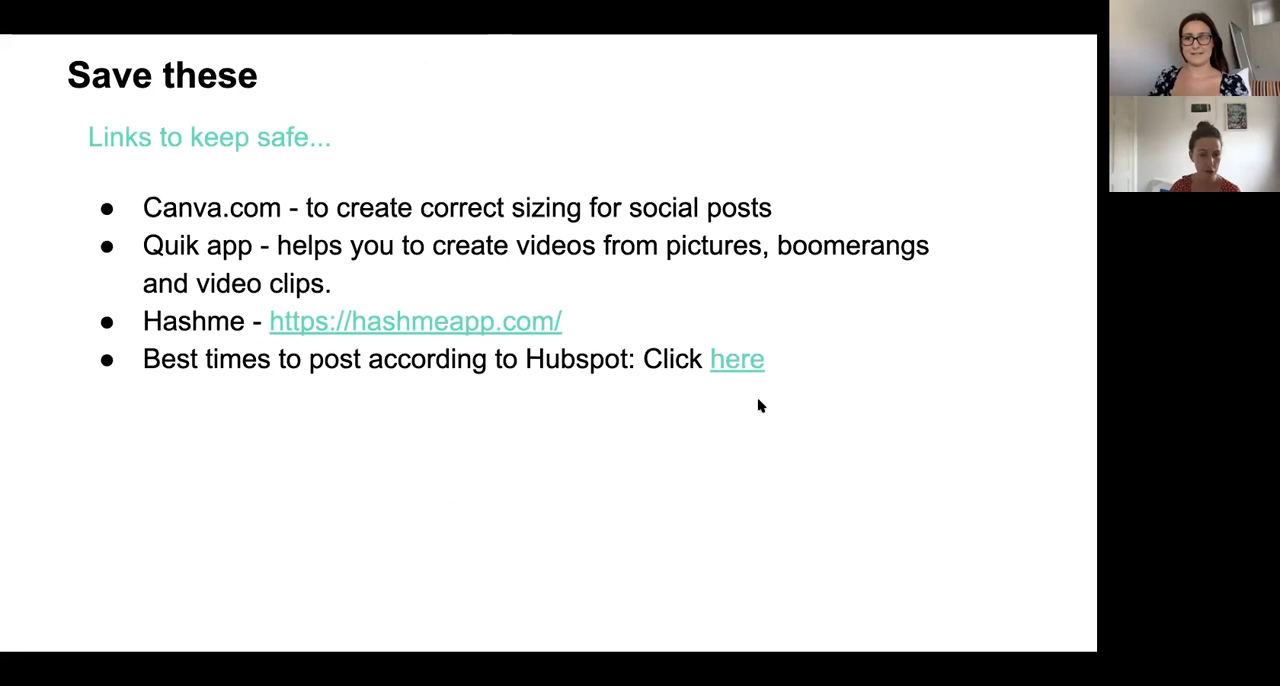 Save these
Links to keep safe...
● Canva.com - to create correct sizing for social posts
● Quik app - helps you to create videos from pictures, boomerangs
and video clips.
● Hashme - https://hashmeapp.com/
● Best times to post according to Hubspot: Click here